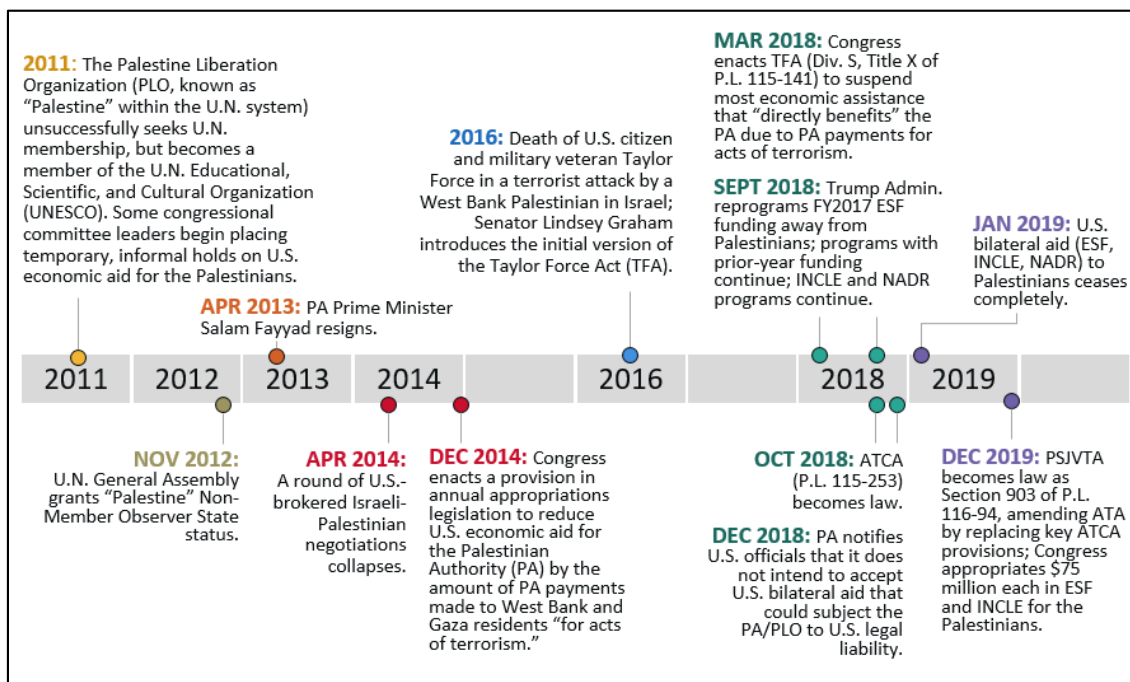 2011: The Palestine Liberation
Organization (PLO, known as
“Palestine” within the U.N. system)
unsuccessfully seeks U.N.
membership, but becomes a
member of the U.N. Educational,
Scientific, and Cultural Organization
(UNESCO). Some congressional
committee leaders begin placing
temporary, informal holds on U.S.
economic aid for the Palestinians.
APR 2013: PA Prime Minister
Salam Fayyad resigns.
2016: Death of U.S. citizen
and military veteran Taylor
Force in a terrorist attack by a
West Bank Palestinian in Israel;
Senator Lindsey Graham
introduces the initial version of
the Taylor Force Act (TFA).
MAR 2018: Congress
enacts TFA (Div. S, Title X of
P.L. 115-141) to suspend
most economic assistance
that “directly benefits” the
PA due to PA payments for
acts of terrorism.
SEPT 2018: Trump Admin.
reprograms FY2017 ESF
funding away from
Palestinians; programs with
prior-year funding
continue; INCLE and NADR
programs continue.
JAN 2019: U.S.
bilateral aid (ESF,
INCLE, NADR) to
Palestinians ceases
completely.
2011 2012 2013 2014 2016 2018 2019
NOV 2012:
U.N. General Assembly
grants “Palestine” Non-
Member Observer State
status.
APR 2014:
A round of U.S.-
brokered Israeli-
Palestinian
negotiations
collapses.
DEC 2014: Congress
enacts a provision in
annual appropriations
legislation to reduce
U.S. economic aid for
the Palestinian
Authority (PA) by the
amount of PA payments
made to West Bank and
Gaza residents “for acts
of terrorism.”
OCT 2018: ATCA
(P.L. 115-253)
becomes law.
DEC 2018: PA notifies
U.S. officials that it does
not intend to accept
U.S. bilateral aid that
could subject the
PA/PLO to U.S. legal
liability.
DEC 2019: PSJVTA
becomes law as
Section 903 of P.L.
116-94, amending ATA
by replacing key ATCA
provisions; Congress
appropriates $75
million each in ESF
and INCLE for the
Palestinians.